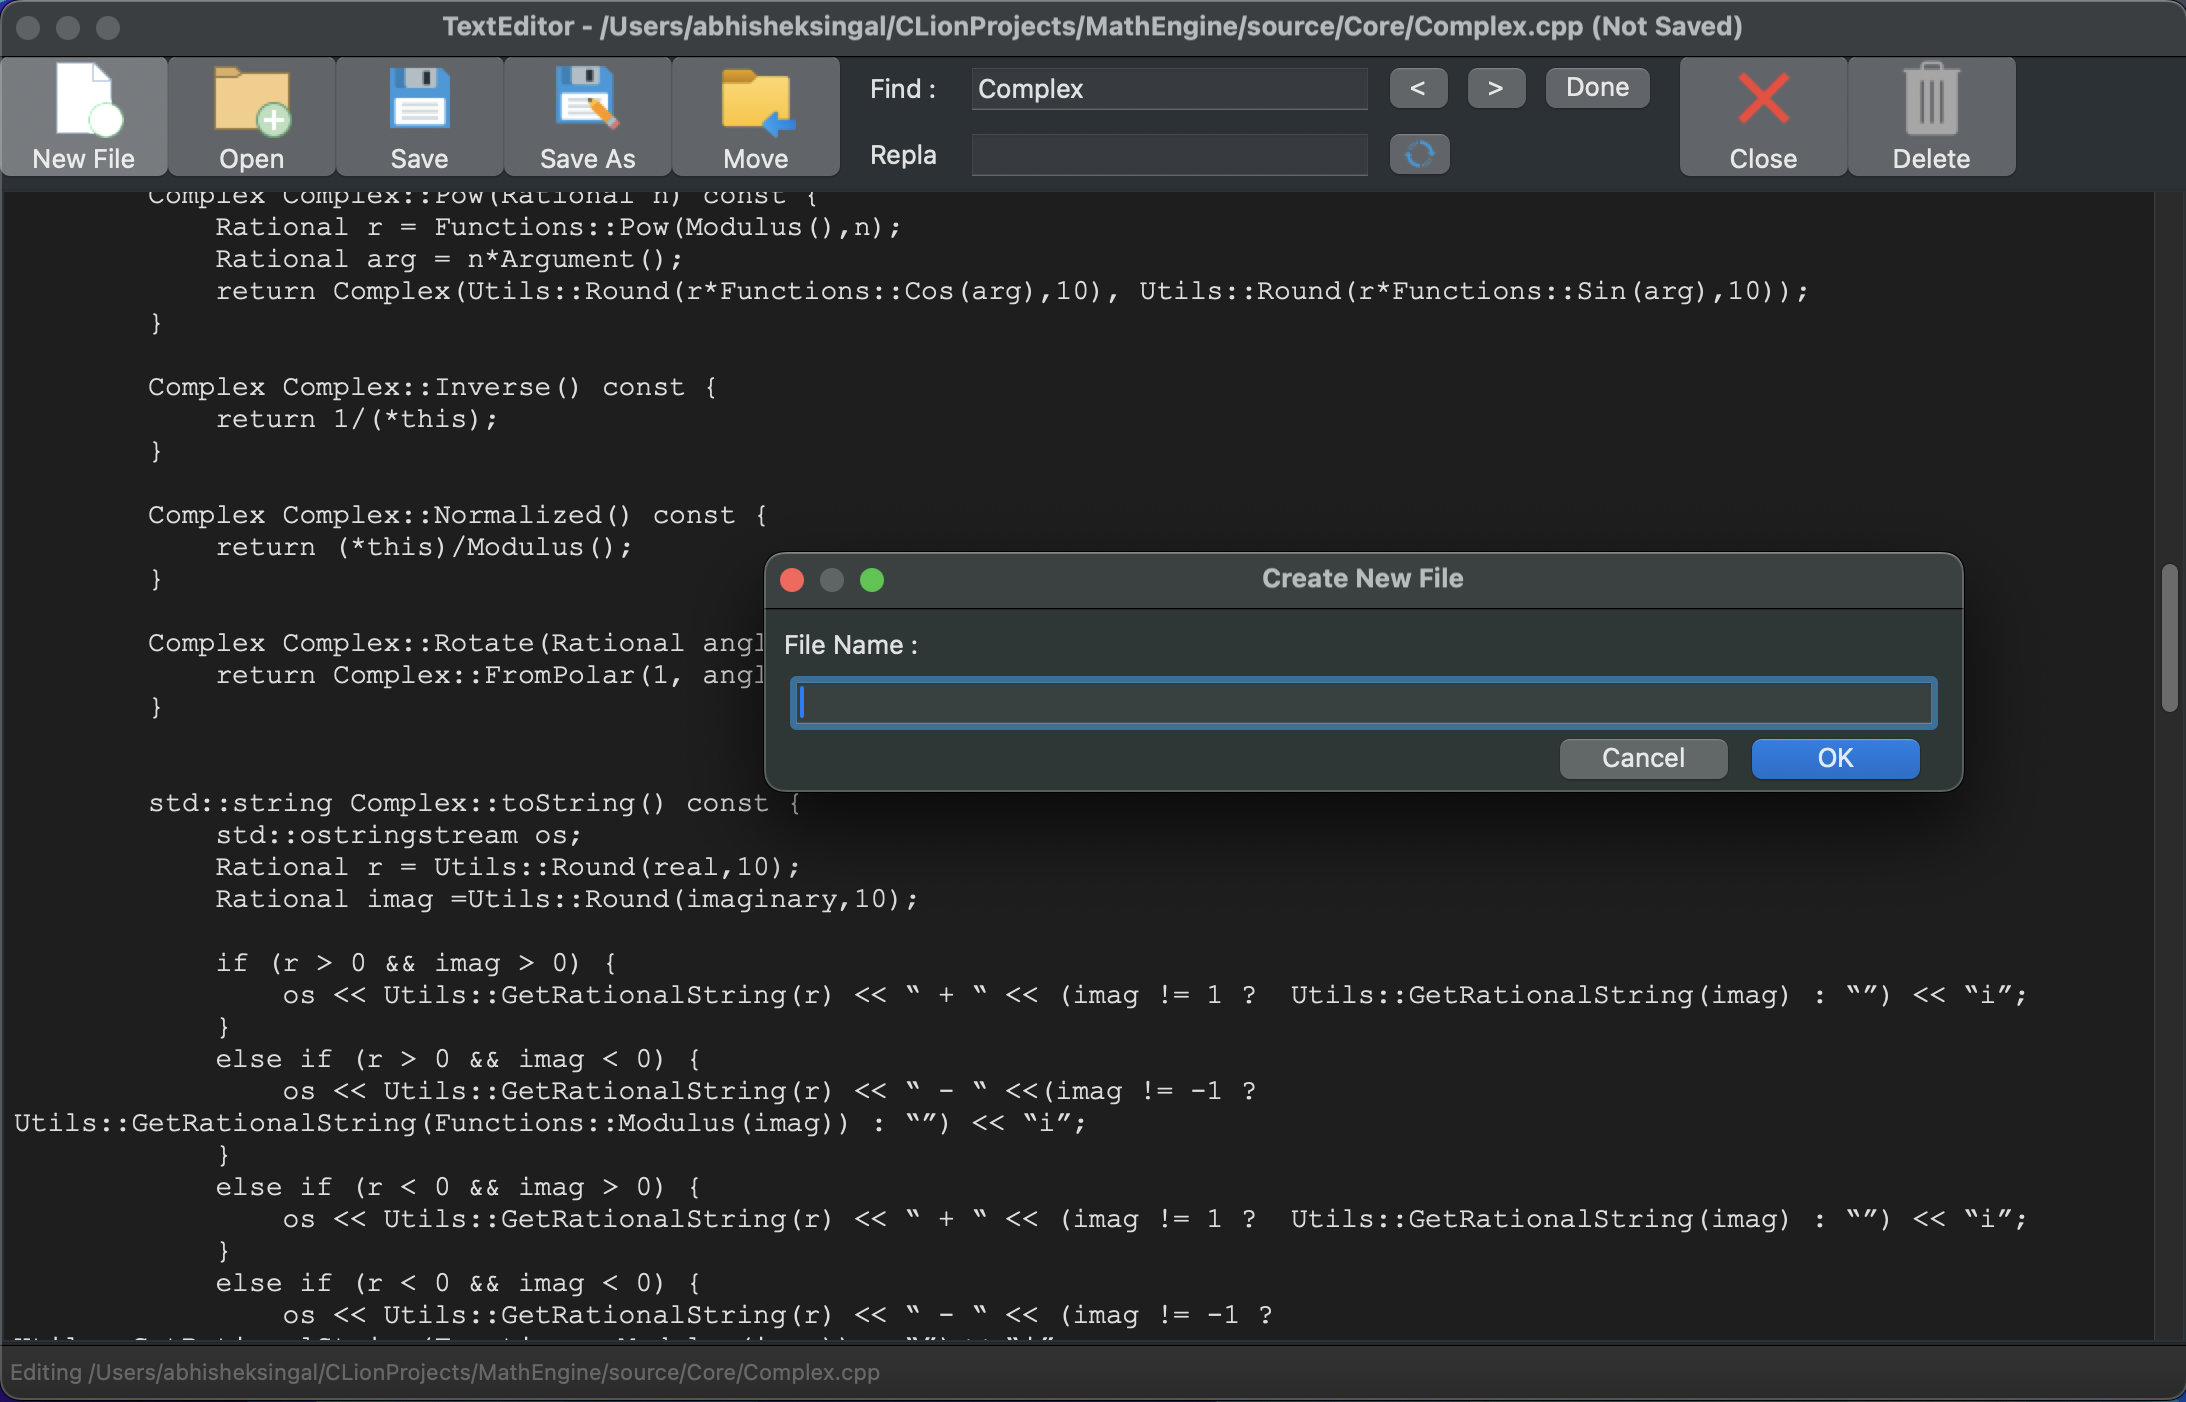 TextEditor - /Users/abhisheksingal/CLionProjects/MathEngine/source/Core/Complex.cpp (Not Saved)
New File
Open
Save
Save As
Move
Find :
Complex
<
>
Done
Repla
Close
Delete
Complex Complex::Pow(Rational n) const {
Rational r = Functions::Pow(Modulus(),n);
Rational arg = n*Argument();
return Complex(Utils::Round(r*Functions::Cos(arg),10), Utils::Round(r*Functions::Sin(arg),10));
}
Complex Complex::Inverse() const {
return 1/(*this);
}
Complex Complex::Normalized() const {
return (*this)/Modulus();
}
Complex Complex::Rotate(Rational angl
return Complex::FromPolar(1, angl
}
Create New File
File Name :
Cancel
OK
std::string Complex::toString() const {
std::ostringstream os;
Rational r = Utils::Round(real,10);
Rational imag =Utils::Round(imaginary,10);
if (r > 0 && imag > 0) {
os << Utils::GetRationalString(r) << “ + “ << (imag != 1 ?  Utils::GetRationalString(imag) : “”) << “i”;
}
else if (r > 0 && imag < 0) {
os << Utils::GetRationalString(r) << “ - “ <<(imag != -1 ?
Utils::GetRationalString(Functions::Modulus(imag)) : “”) << “i”;
}
else if (r < 0 && imag > 0) {
os << Utils::GetRationalString(r) << “ + “ << (imag != 1 ?  Utils::GetRationalString(imag) : “”) << “i”;
}
else if (r < 0 && imag < 0) {
os << Utils::GetRationalString(r) << “ - “ << (imag != -1 ?
Editing /Users/abhisheksingal/CLionProjects/MathEngine/source/Core/Complex.cpp